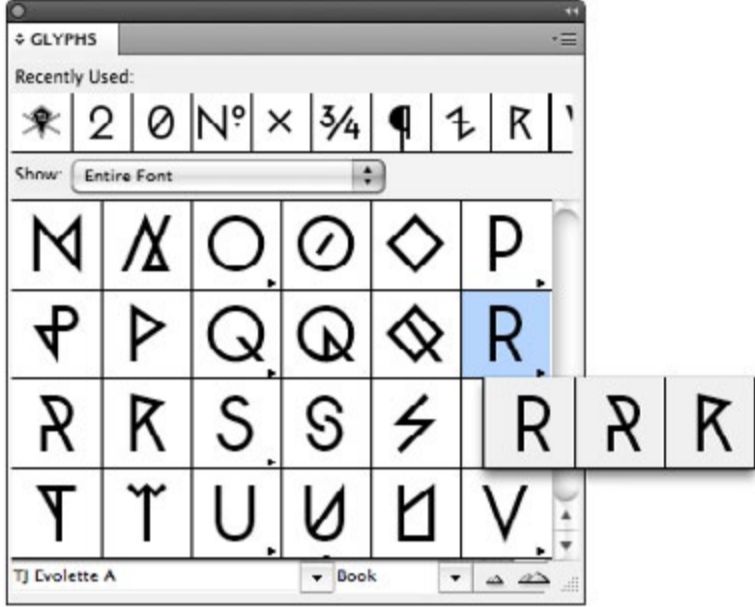 GLYPHS
Recently Used:
2 0 Nº × ¾ ¶ R
Show: Entire Font
O P
P Q Q Q R
R R S S R R R
T T U V
TJ Evolette A Book